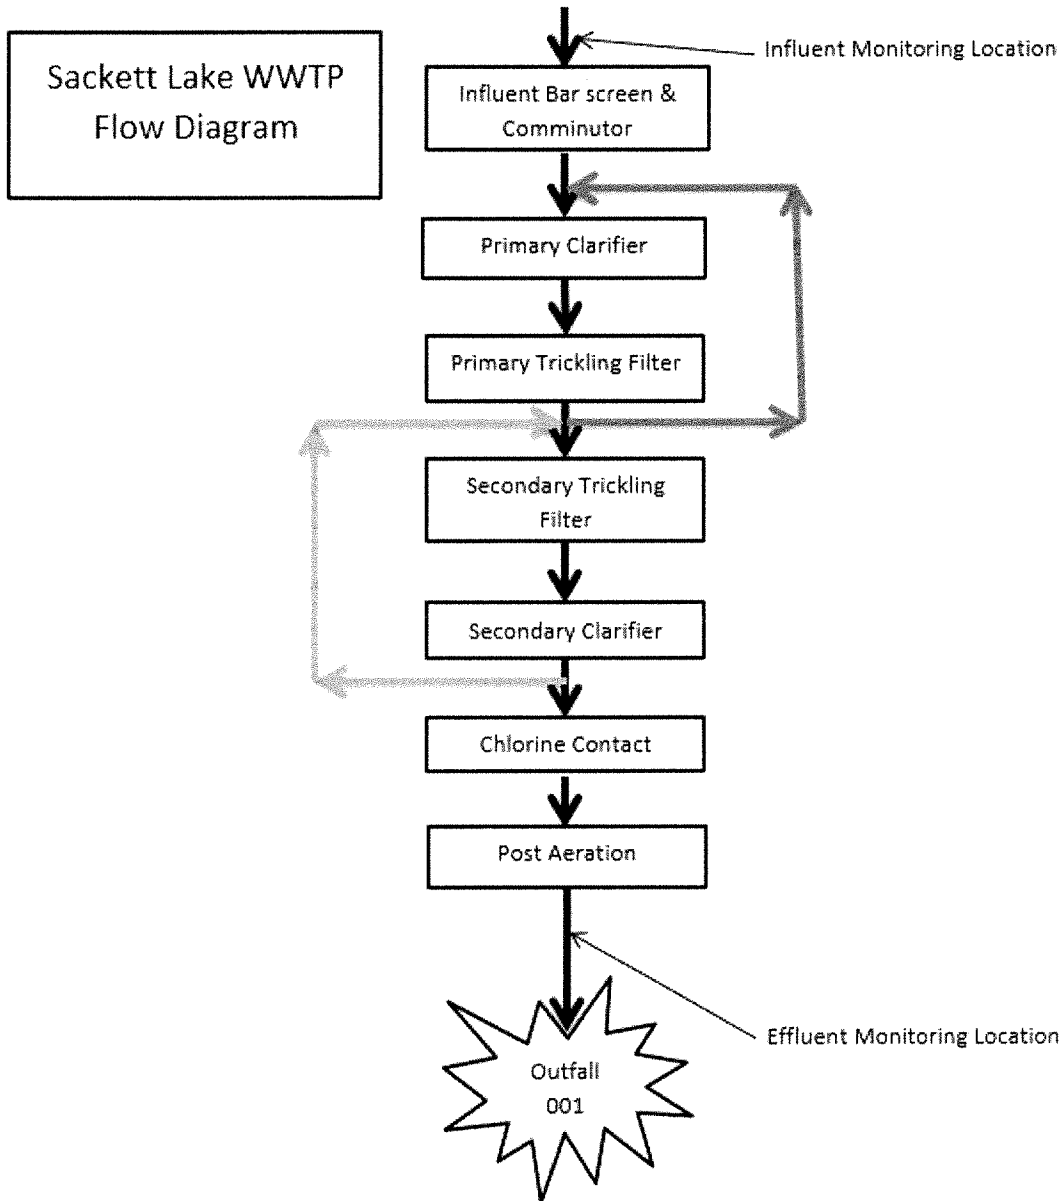 Sackett Lake WWTP
Flow Diagram
Influent Monitoring Location
Influent Bar screen &
Comminutor
Primary Clarifier
Primary Trickling Filter
Secondary Trickling
Filter
Secondary Clarifier
Chlorine Contact
Post Aeration
Effluent Monitoring Location
Outfall
001